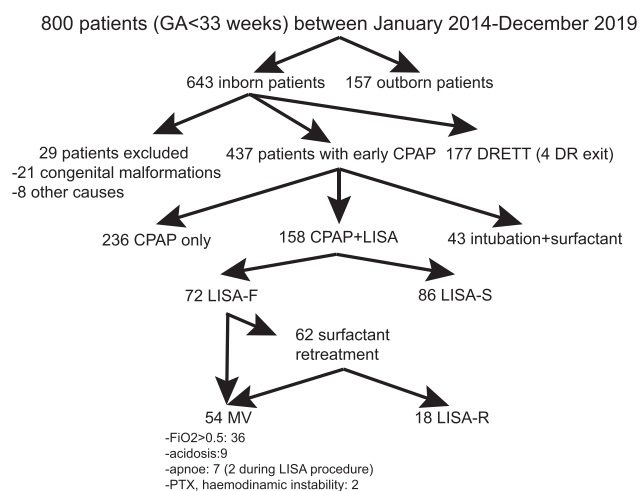 800 patients (GA<33 weeks) between January 2014-December 2019
643 inborn patients 157 outborn patients
29 patients excluded
-21 congenital malformations
-8 other causes
437 patients with early CPAP
177 DRETT (4 DR exit)
236 CPAP only
158 CPAP+LISA
43 intubation+surfactant
72 LISA-F
86 LISA-S
62 surfactant
retreatment
54 MV
-FiO2>0.5: 36
-acidosis:9
-apnoe: 7 (2 during LISA procedure)
-PTX, haemodinamic instability: 2
18 LISA-R